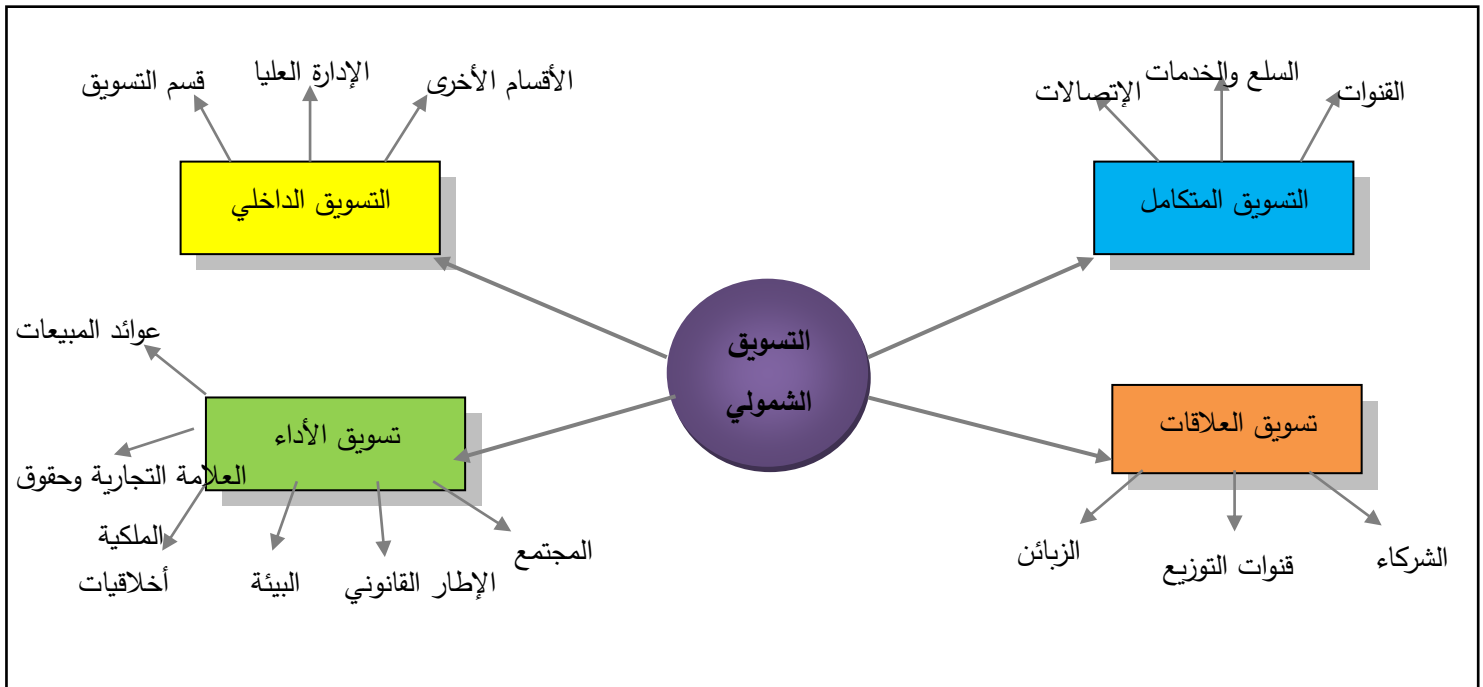 السلع والخدمات
القنوات
الإتصالات
الإدارة العليا
الأقسام الأخرى
قسم التسويق
التسويق المتكامل
التسويق الداخلي
التسويق
الشمولي
تسويق العلاقات
الشركاء
قنوات التوزيع
الزبائن
تسويق الأداء
عوائد المبيعات
العلامة التجارية وحقوق
الملكية
المجتمع
الإطار القانوني
البيئة
أخلاقيات